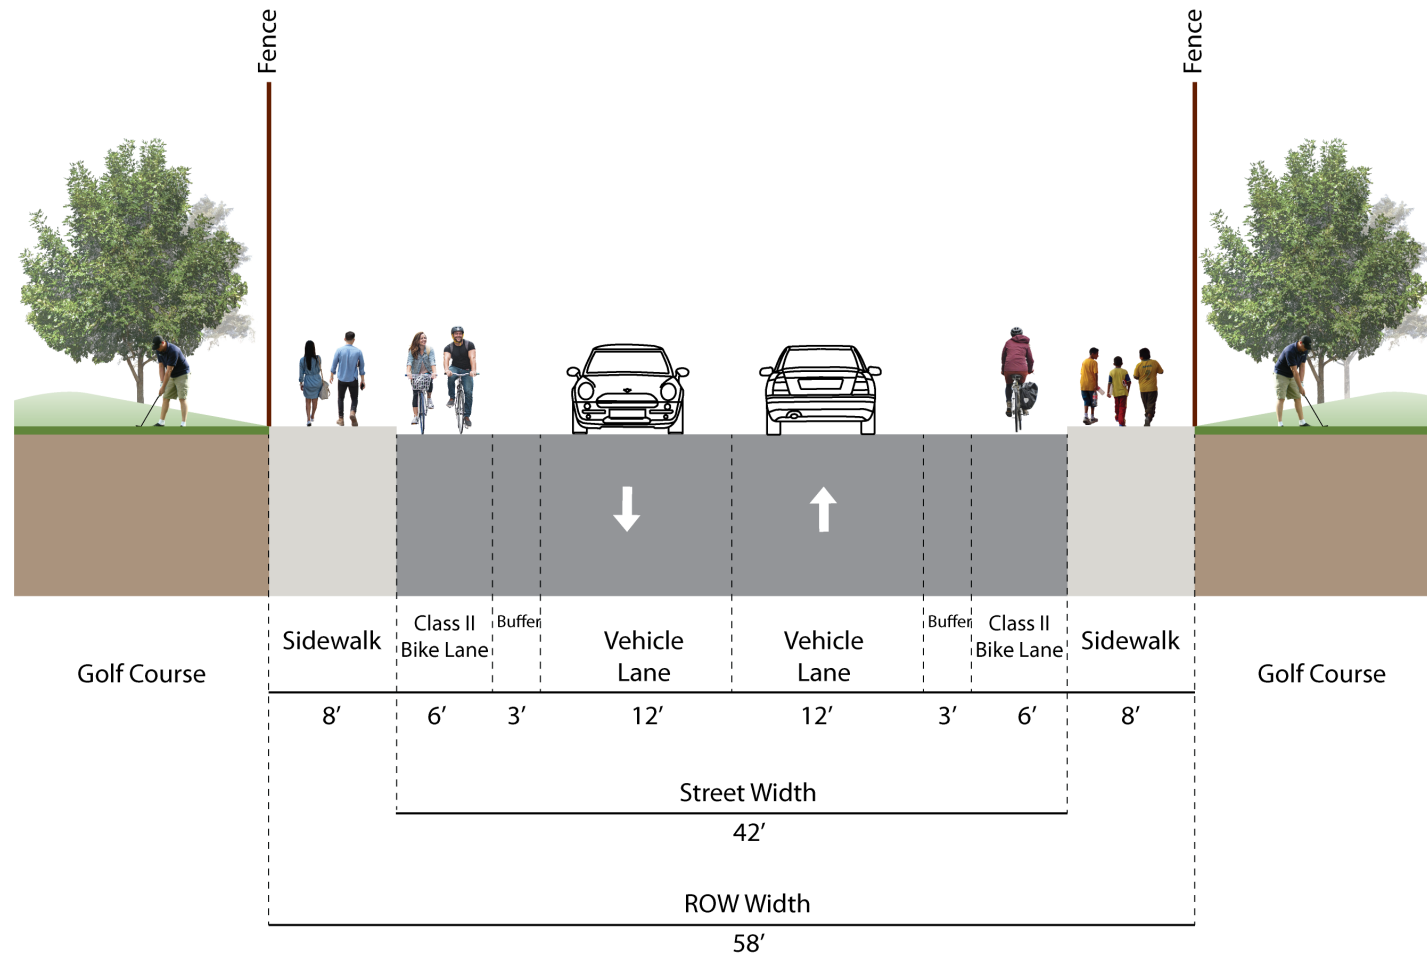 Fence
Fence
Golf Course
Sidewalk
Class II
Bike Lane
Buffer
Vehicle
Lane
Vehicle
Lane
Buffer
Class II
Bike Lane
Sidewalk
Golf Course
8’
6’
3’
12’
12’
3’
6’
8’
Street Width
42’
ROW Width
58’